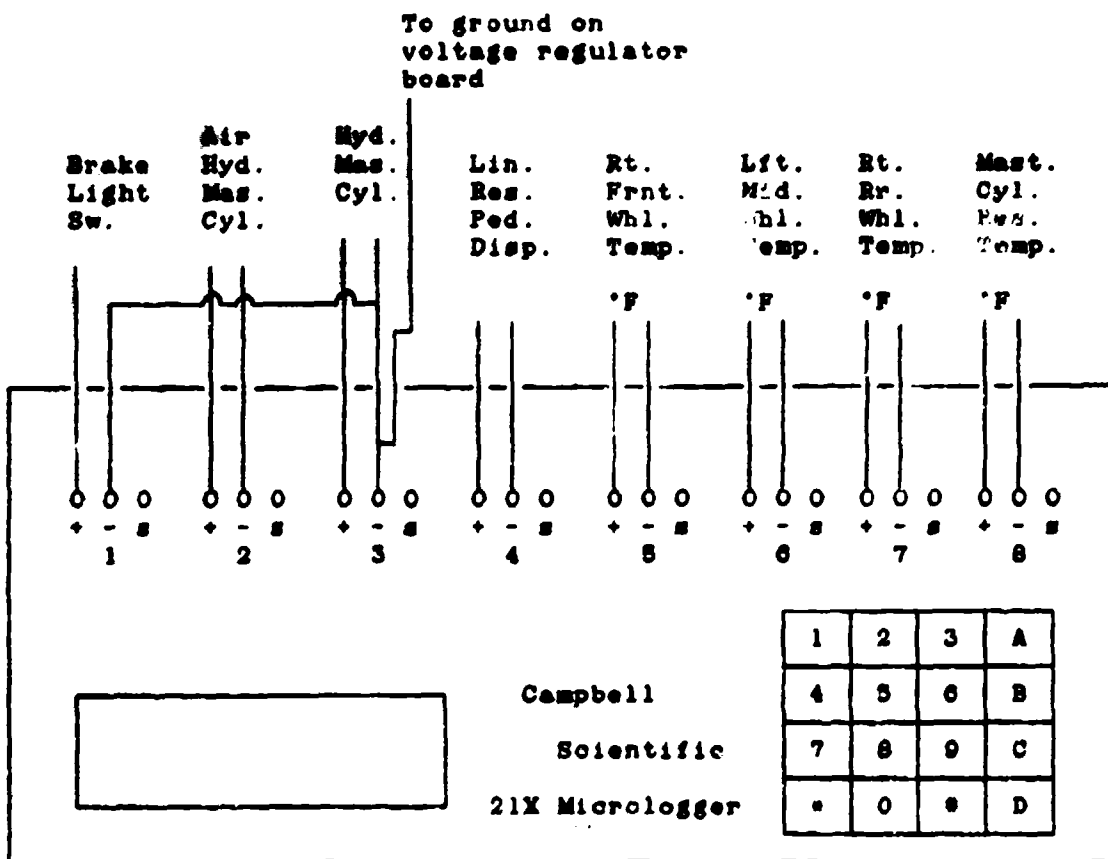 To ground on
voltage regulator
board
Brake
Light
Sw.
Air
Hyd.
Mas.
Cyl.
Hyd.
Mas.
Cyl.
Lin.
Res.
Ped.
Disp.
Rt.
Frnt.
Whl.
Temp.
°F
Lft.
Mid.
Whl.
Temp.
°F
Rt.
Rr.
Whl.
Temp.
°F
Mast.
Cyl.
Res.
Temp.
°F
+ - s + - s + - s + - s + - s + - s + - s + - s
1 2 3 4 5 6 7 8
1 2 3 A
4 5 6 B
7 8 9 C
* 0 # D
Campbell
Scientific
21X Micrologger